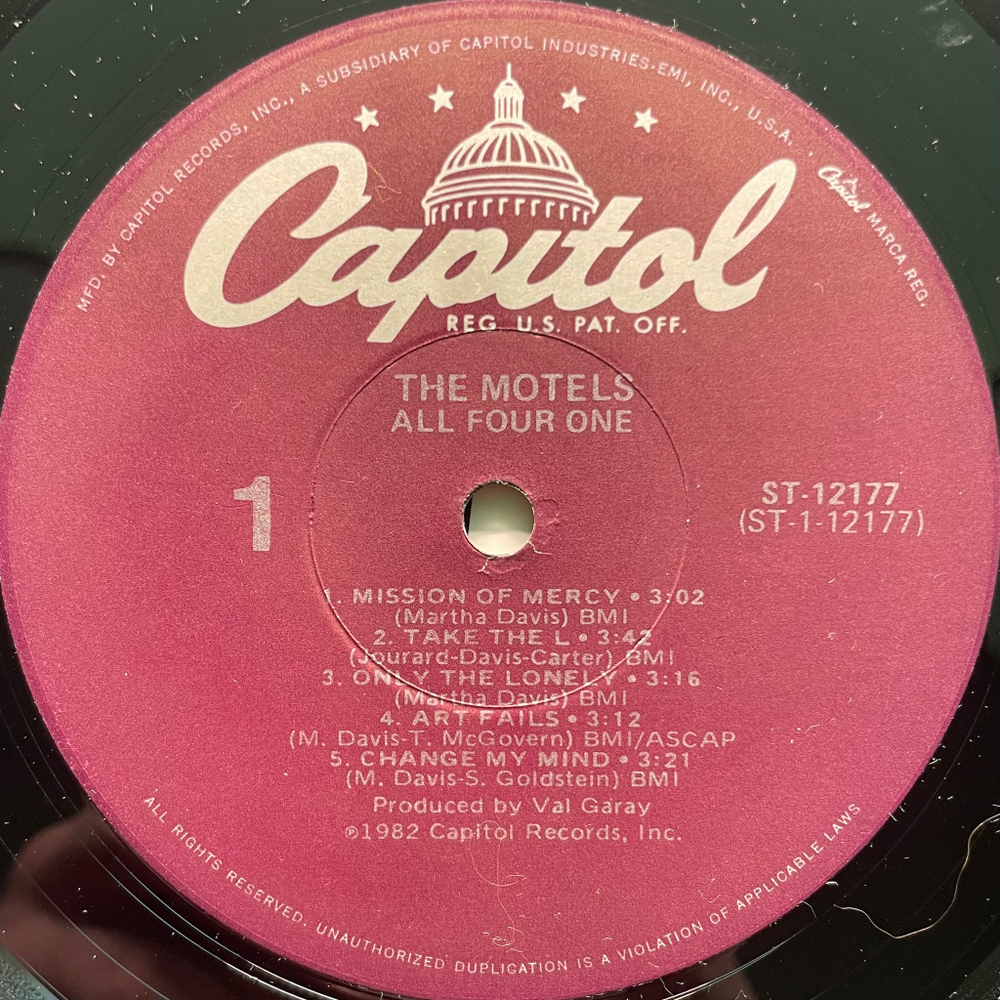 MFD. BY CAPITOL RECORDS, INC., A SUBSIDIARY OF CAPITOL INDUSTRIES-EMI, INC., U.S.A. . Capitol MARCA REG.
Capitol
REG. U.S. PAT. OFF.
THE MOTELS
ALL FOUR ONE
1
ST-12177
(ST-1-12177)
1. MISSION OF MERCY • 3:02
(Martha Davis) BMI
2. TAKE THE L • 3:42
(Jourard-Davis-Carter) BMI
3. ONLY THE LONELY • 3:16
(Martha Davis) BMI
4. ART FAILS • 3:12
(M. Davis-T. McGovern) BMI/ASCAP
5. CHANGE MY MIND • 3:21
(M. Davis-S. Goldstein) BMI
Produced by Val Garay
℗1982 Capitol Records, Inc.
ALL RIGHTS RESERVED. UNAUTHORIZED DUPLICATION IS A VIOLATION OF APPLICABLE LAWS